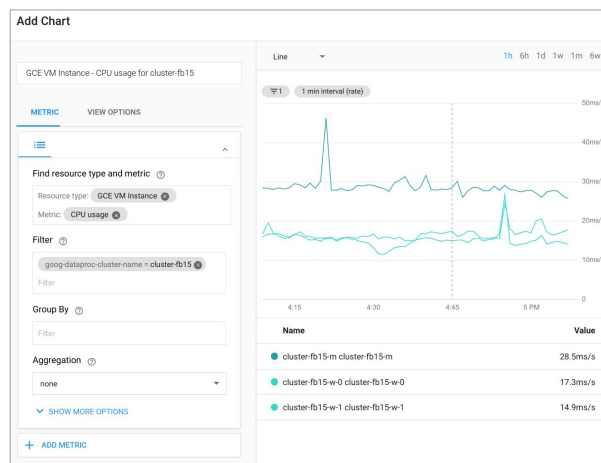 Add Chart
GCE VM Instance - CPU usage for cluster-fb15
METRIC VIEW OPTIONS
Find resource type and metric
Resource type: GCE VM Instance
Metric: CPU usage
Filter
goog-dataproc-cluster-name = cluster-fb15
Filter
Group By
Filter
Aggregation
none
SHOW MORE OPTIONS
+ ADD METRIC
Line
1h 6h 1d 1w 1m 6w
1 1 min interval (rate)
50ms/
40ms/
30ms/
20ms/
10ms/
0
4:15 4:30 4:45 5 PM
Name Value
cluster-fb15-m cluster-fb15-m 28.5ms/s
cluster-fb15-w-0 cluster-fb15-w-0 17.3ms/s
cluster-fb15-w-1 cluster-fb15-w-1 14.9ms/s